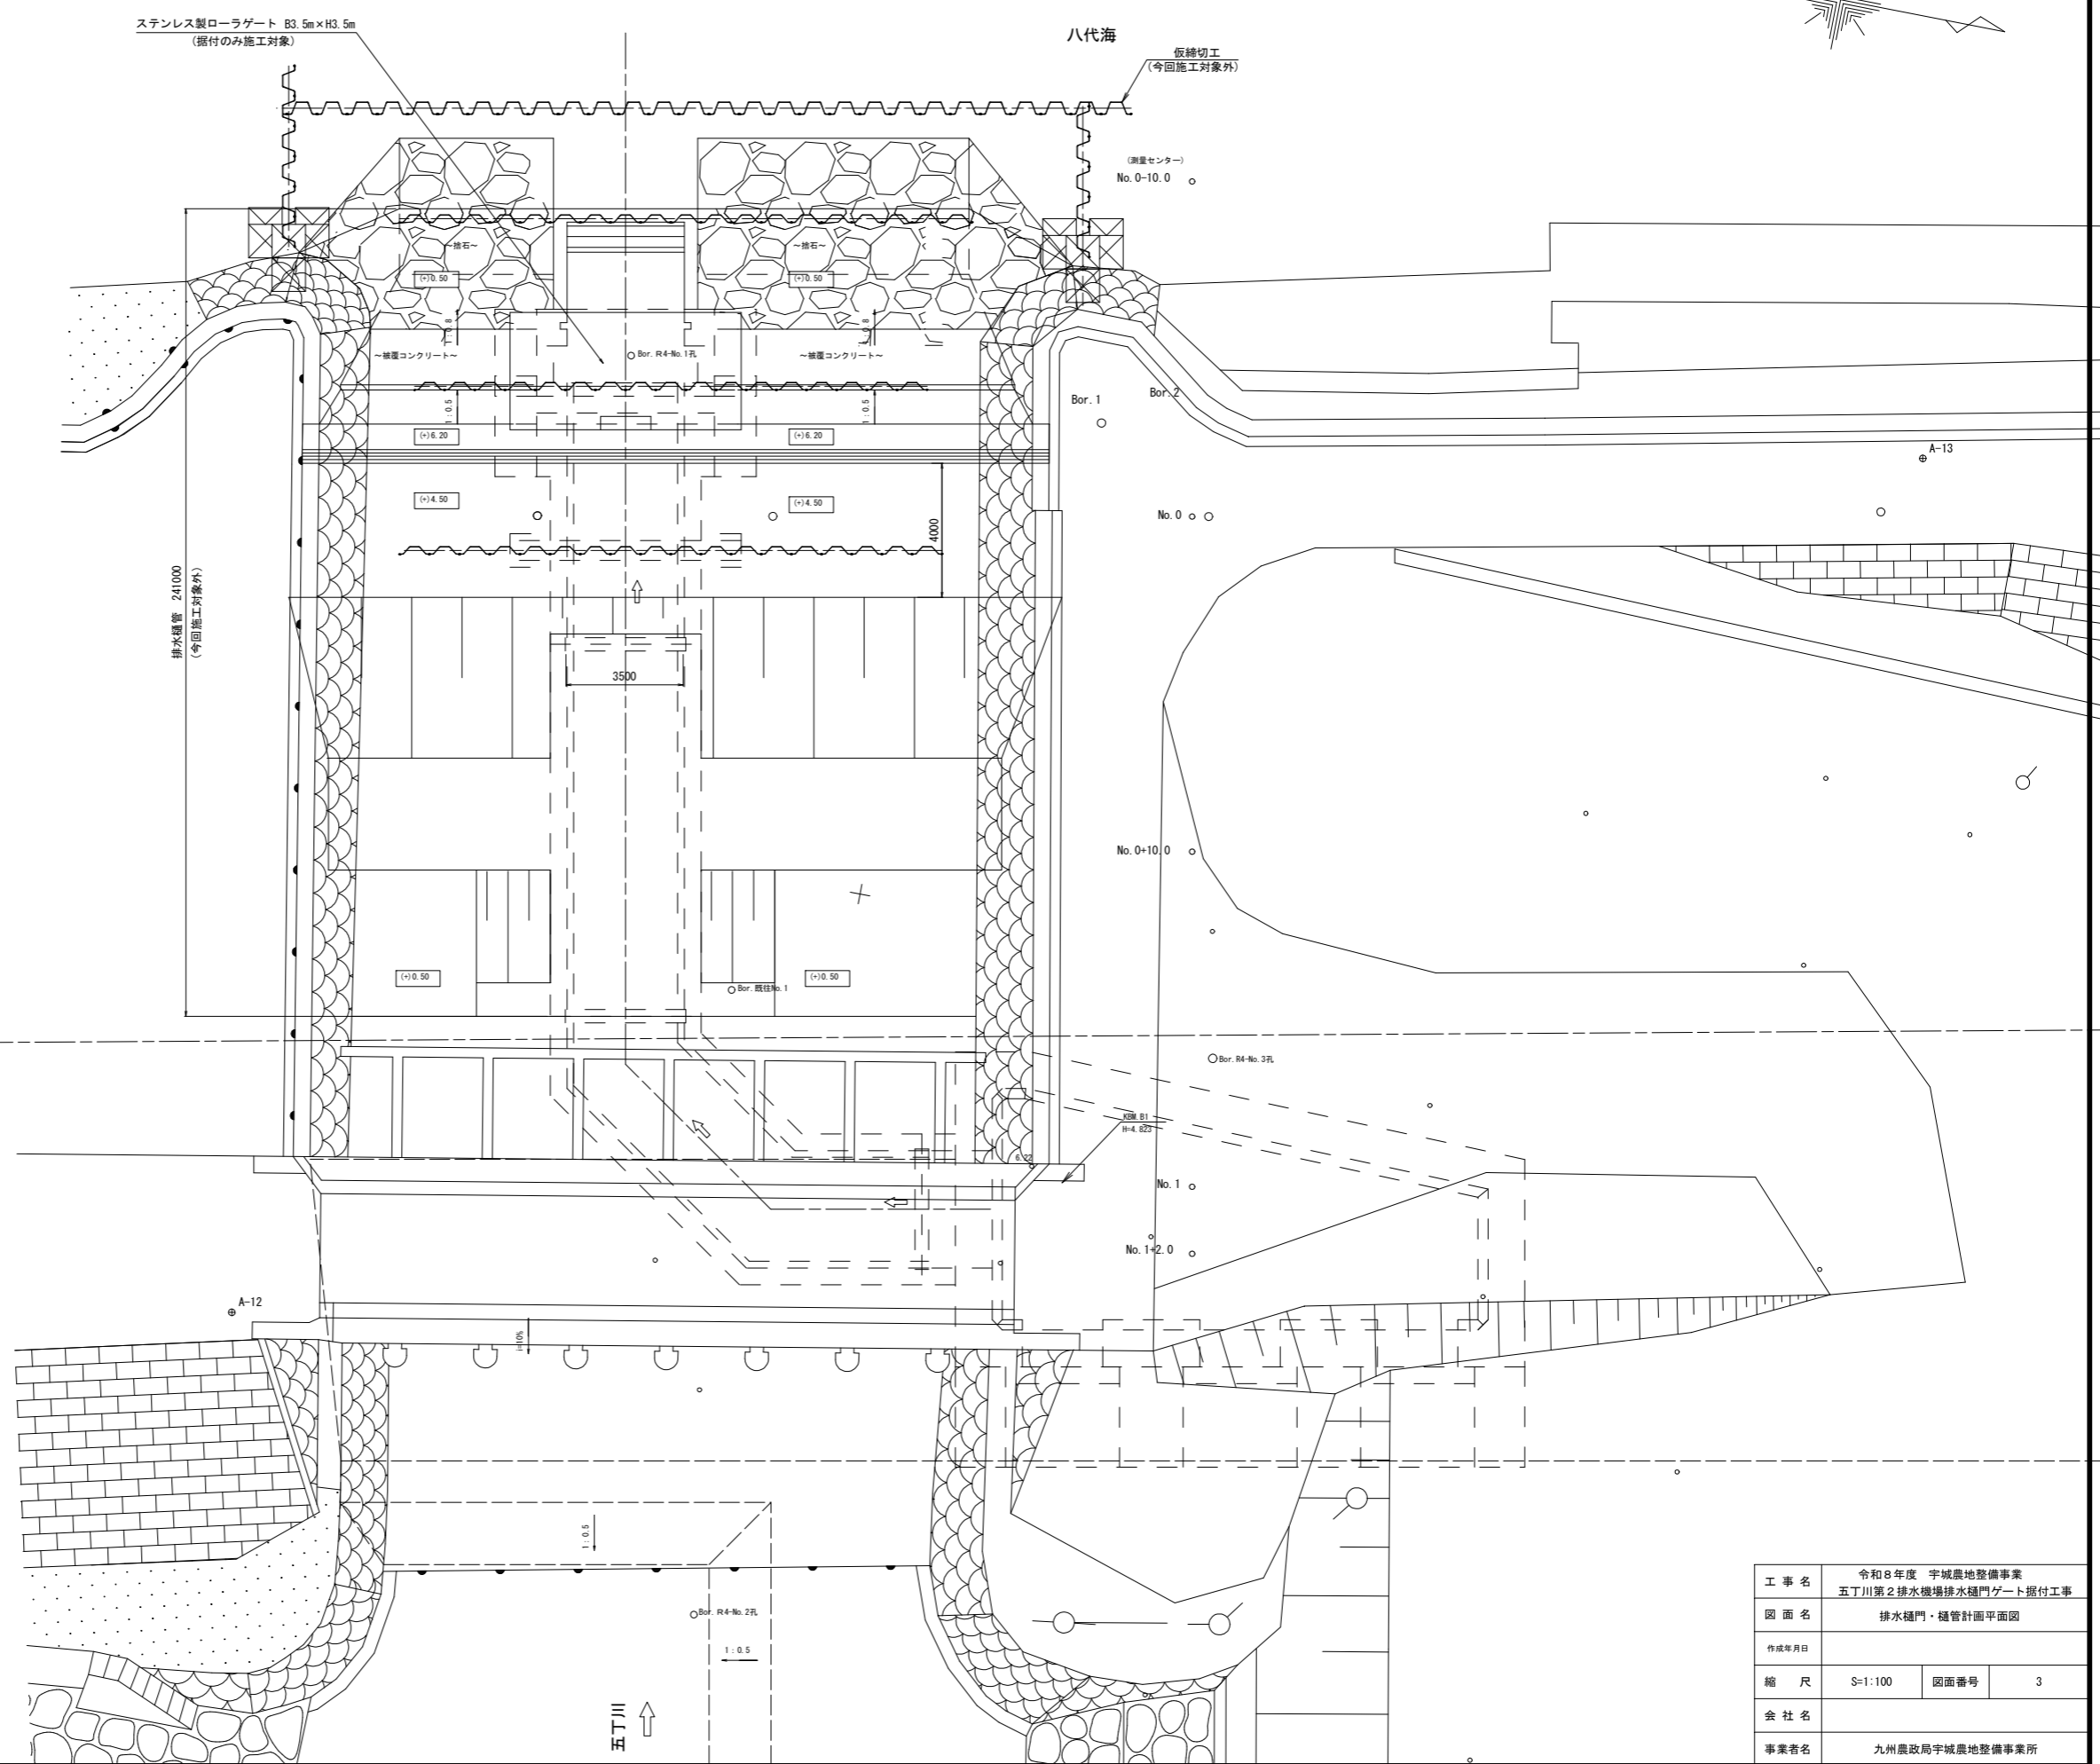 ステンレス製ローラゲート B3.5m×H3.5m
(据付のみ施工対象)
八代海
仮締切工
(今回施工対象外)
(測量センター)
No.0-10.0
~捨石~
~捨石~
(+)0.50
(+)0.50
1:0.8
1:0.8
~被覆コンクリート~
Bor.R4-No.1孔
~被覆コンクリート~
1:0.5
1:0.5
Bor.1
Bor.2
(+)6.20
(+)6.20
A-13
(+)4.50
(+)4.50
4000
No.0
排水樋管 241000
(今回施工対象外)
3500
No.0+10.0
(+)0.50
(+)0.50
Bor.既往No.1
Bor.R4-No.3孔
KBM.B1
H=4.823
6.22
No.1
No.1+2.0
A-12
i=10%
1:0.5
Bor.R4-No.2孔
1:0.5
五丁川
工事名
令和8年度 宇城農地整備事業
五丁川第2排水機場排水樋門ゲート据付工事
図面名
排水樋門・樋管計画平面図
作成年月日
縮 尺
S=1:100
図面番号
3
会社名
事業者名
九州農政局宇城農地整備事業所